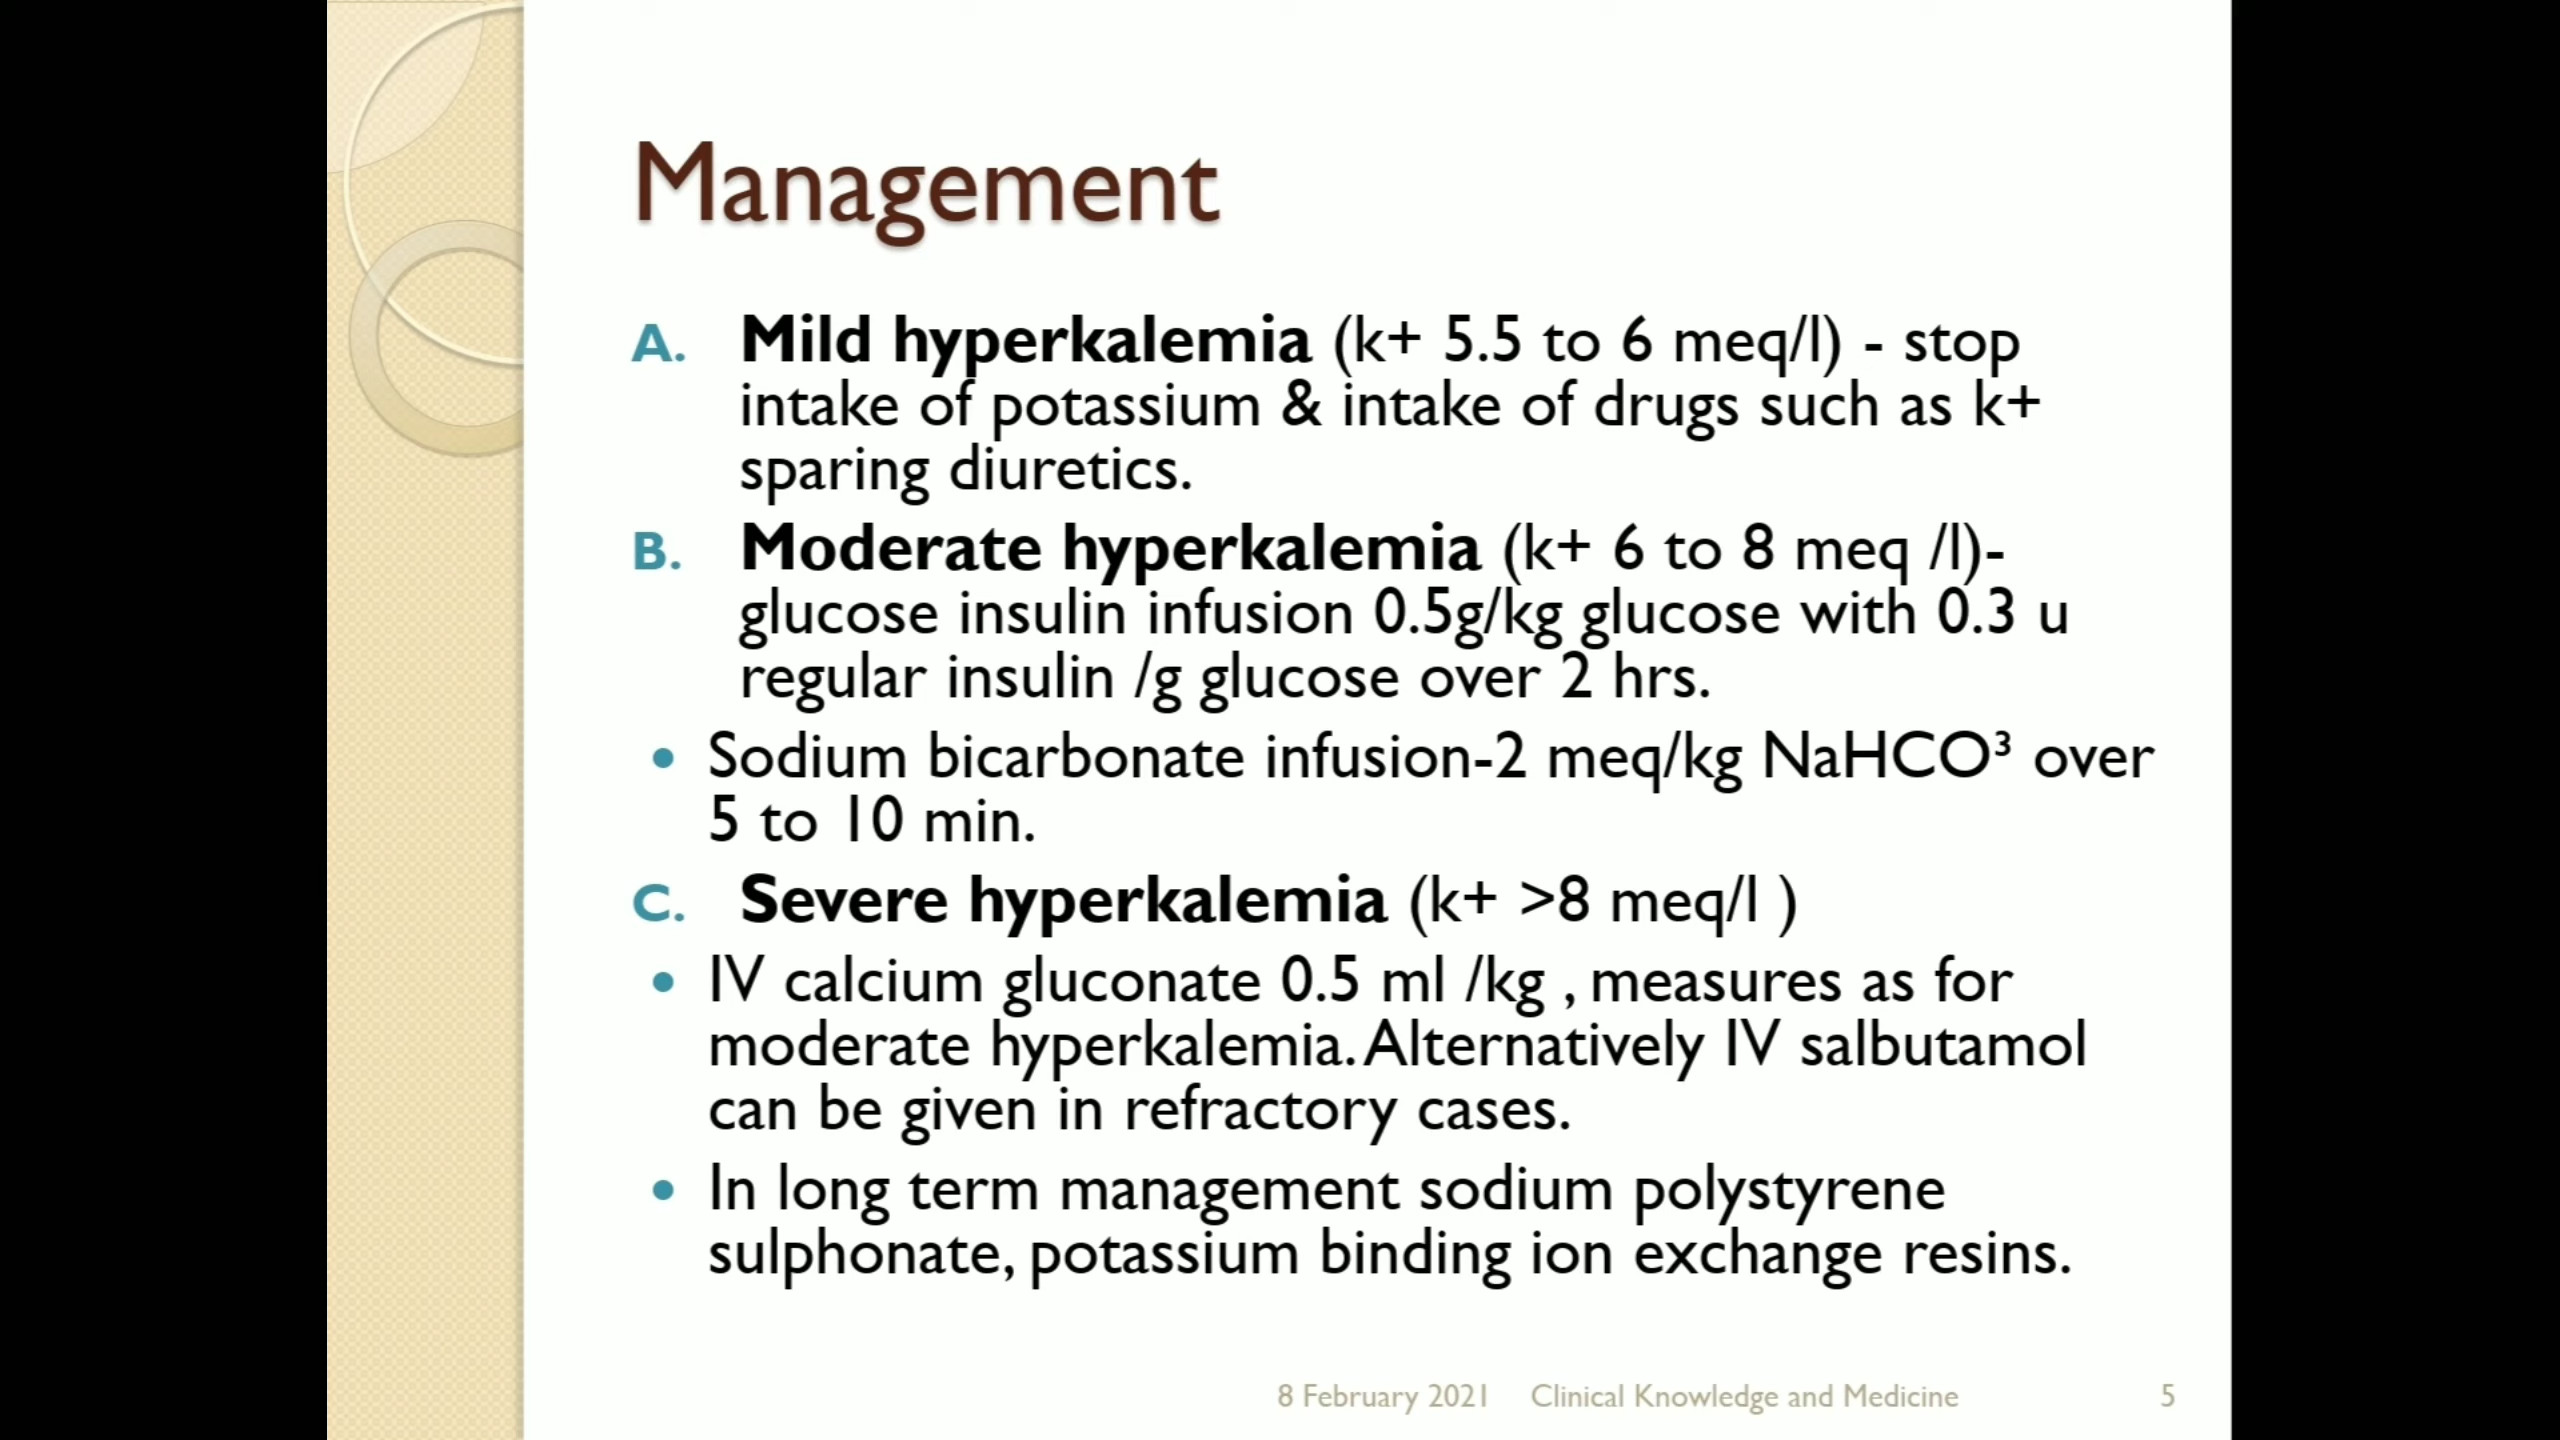 Management
A. Mild hyperkalemia (k+ 5.5 to 6 meq/l) - stop
intake of potassium & intake of drugs such as k+
sparing diuretics.
B. Moderate hyperkalemia (k+ 6 to 8 meq /l)-
glucose insulin infusion 0.5g/kg glucose with 0.3 u
regular insulin /g glucose over 2 hrs.
• Sodium bicarbonate infusion-2 meq/kg NaHCO³ over
5 to 10 min.
C. Severe hyperkalemia (k+ >8 meq/l )
• IV calcium gluconate 0.5 ml /kg , measures as for
moderate hyperkalemia. Alternatively IV salbutamol
can be given in refractory cases.
• In long term management sodium polystyrene
sulphonate, potassium binding ion exchange resins.
8 February 2021 Clinical Knowledge and Medicine 5